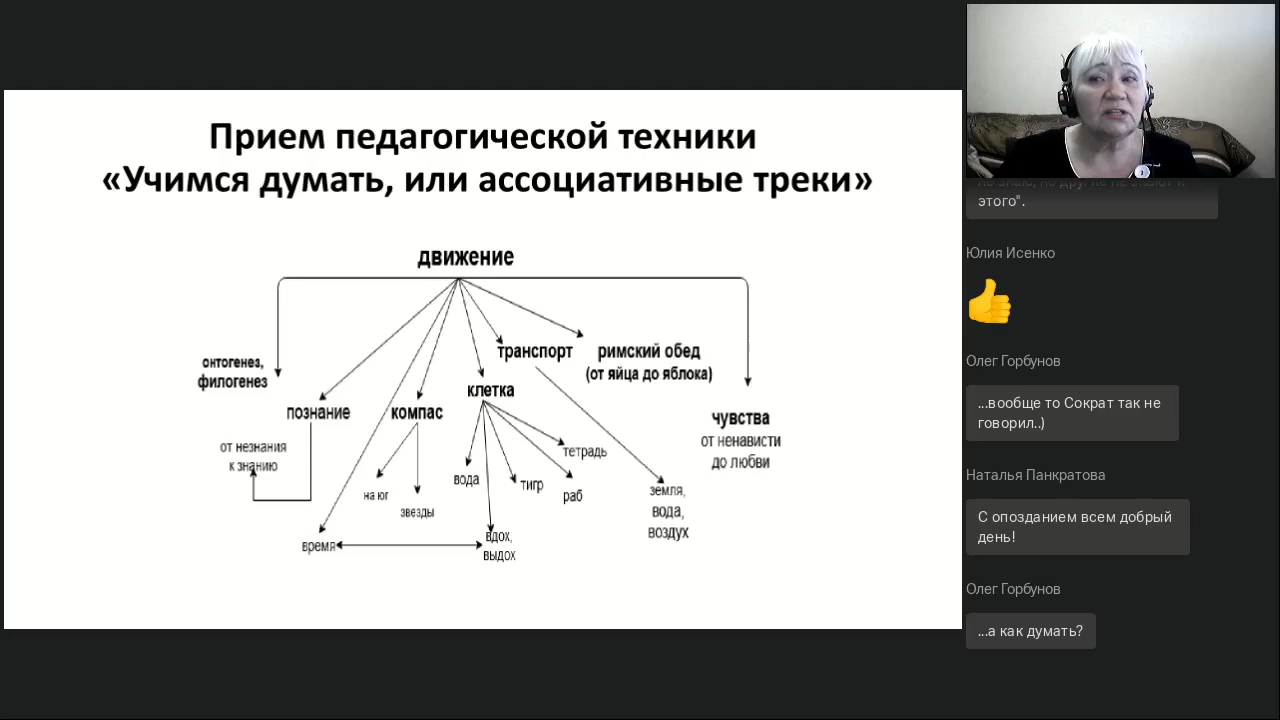 Прием педагогической техники
«Учимся думать, или ассоциативные треки»
движение
онтогенез,
филогенез
познание
от незнания
к знанию
компас
на юг
звезды
время
клетка
вода
вдох,
выдох
тигр
раб
тетрадь
транспорт
земля,
вода,
воздух
римский обед
(от яйца до яблока)
чувства
от ненависти
до любви
этого".
Юлия Исенко
Олег Горбунов
...вообще то Сократ так не
говорил..)
Наталья Панкратова
С опозданием всем добрый
день!
Олег Горбунов
...а как думать?